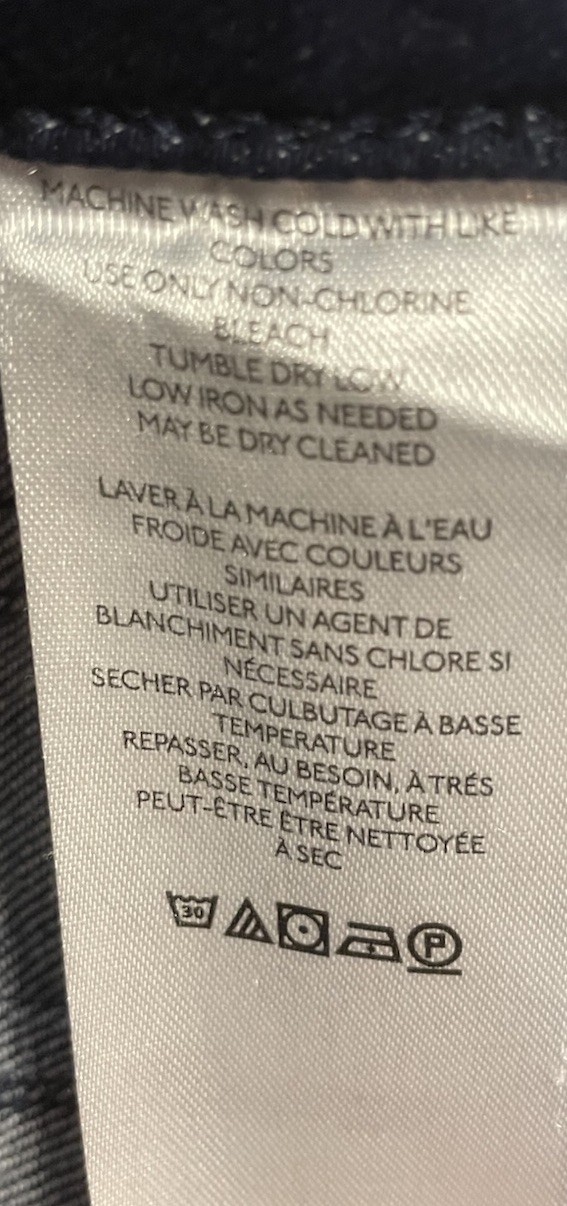 MACHINE WASH COLD WITH LIKE
COLORS
USE ONLY NON-CHLORINE
BLEACH
TUMBLE DRY LOW
LOW IRON AS NEEDED
MAY BE DRY CLEANED
LAVER À LA MACHINE À L'EAU
FROIDE AVEC COULEURS
SIMILAIRES
UTILISER UN AGENT DE
BLANCHIMENT SANS CHLORE SI
NÉCESSAIRE
SECHER PAR CULBUTAGE À BASSE
TEMPERATURE
REPASSER, AU BESOIN, À TRÉS
BASSE TEMPÉRATURE
PEUT-ÊTRE ÊTRE NETTOYÉE
À SEC
30 P